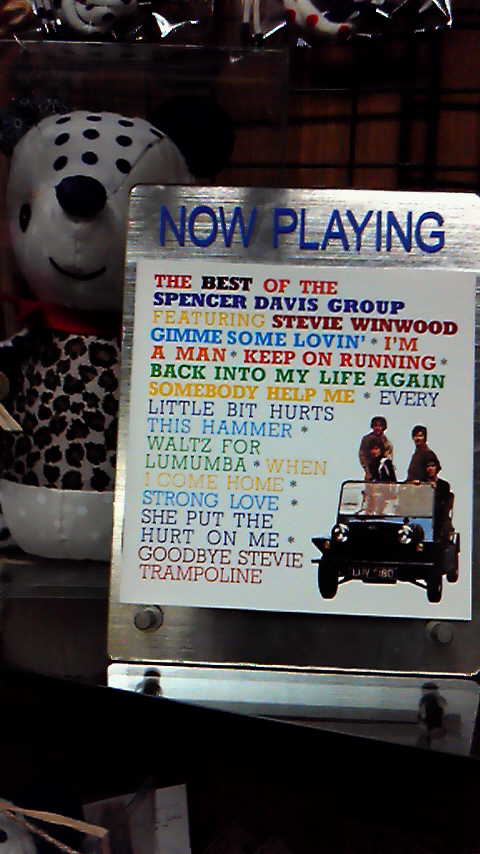 NOW PLAYING
THE BEST OF THE
SPENCER DAVIS GROUP
FEATURING STEVIE WINWOOD
GIMME SOME LOVIN' * I'M
A MAN * KEEP ON RUNNING *
BACK INTO MY LIFE AGAIN
SOMEBODY HELP ME * EVERY
LITTLE BIT HURTS
THIS HAMMER *
WALTZ FOR
LUMUMBA * WHEN
I COME HOME *
STRONG LOVE *
SHE PUT THE
HURT ON ME *
GOODBYE STEVIE
TRAMPOLINE